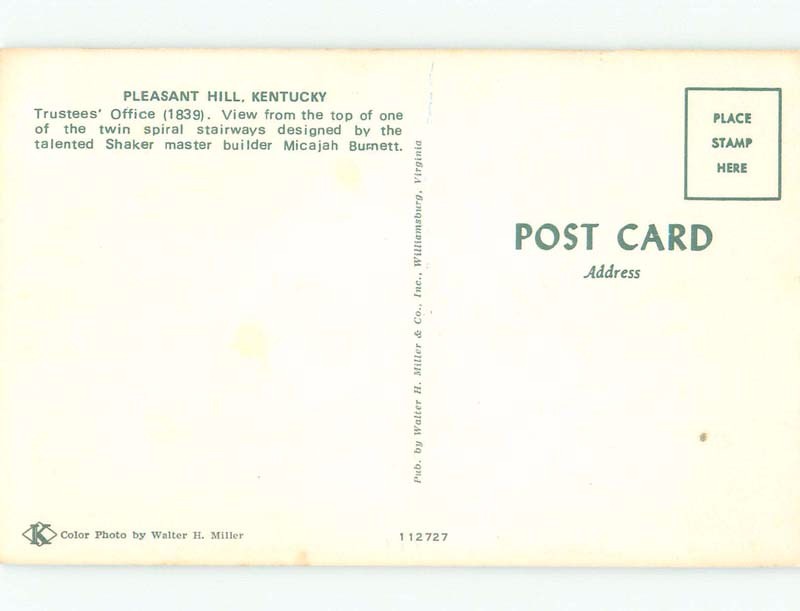 PLEASANT HILL, KENTUCKY
Trustees' Office (1839). View from the top of one
of the twin spiral stairways designed by the
talented Shaker master builder Micajah Burnett.
Pub. by Walter H. Miller & Co., Inc., Williamsburg, Virginia
PLACE
STAMP
HERE
POST CARD
Address
K Color Photo by Walter H. Miller
112727